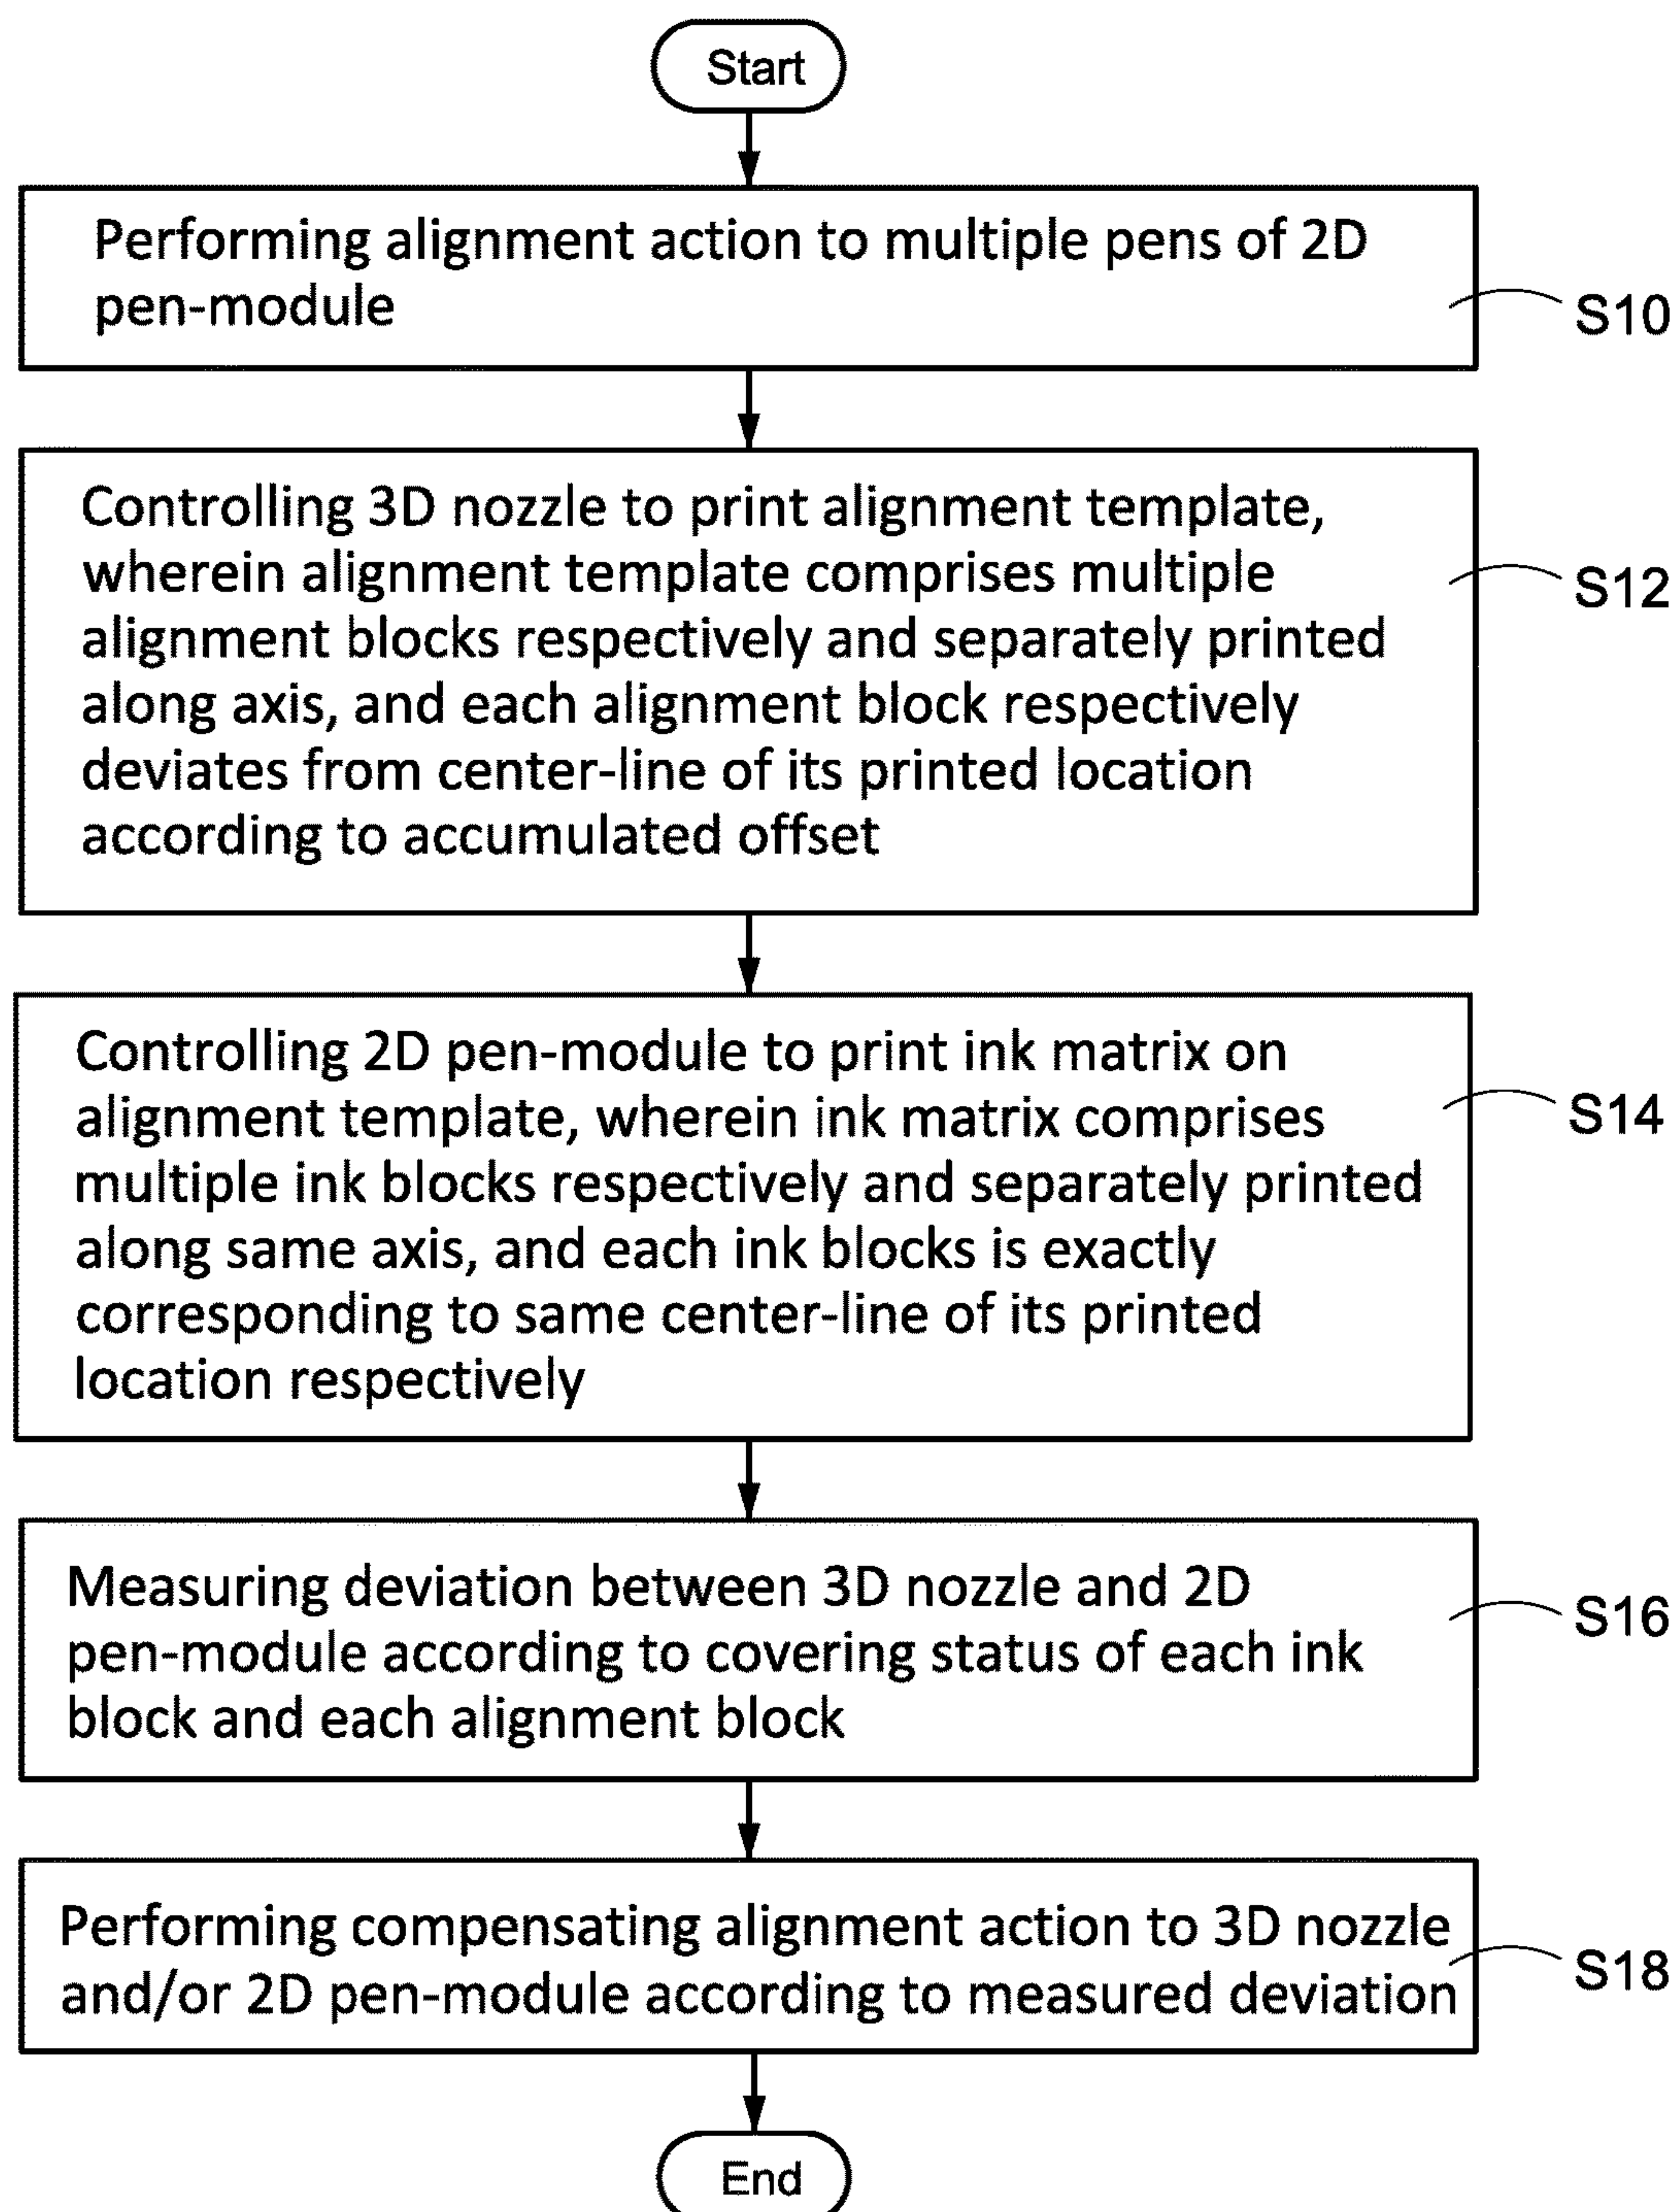 Start
Performing alignment action to multiple pens of 2D
pen-module
S10
Controlling 3D nozzle to print alignment template,
wherein alignment template comprises multiple
S12
alignment blocks respectively and separately printed
along axis, and each alignment block respectively
deviates from center-line of its printed location
according to accumulated offset
Controlling 2D pen-module to print ink matrix on
alignment template, wherein ink matrix comprises
S14
multiple ink blocks respectively and separately printed
along same axis, and each ink blocks is exactly
corresponding to same center-line of its printed
location respectively
Measuring deviation between 3D nozzle and 2D
S16
pen-module according to covering status of each ink
block and each alignment block
Performing compensating alignment action to 3D nozzle
and/or 2D pen-module according to measured deviation
S18
End